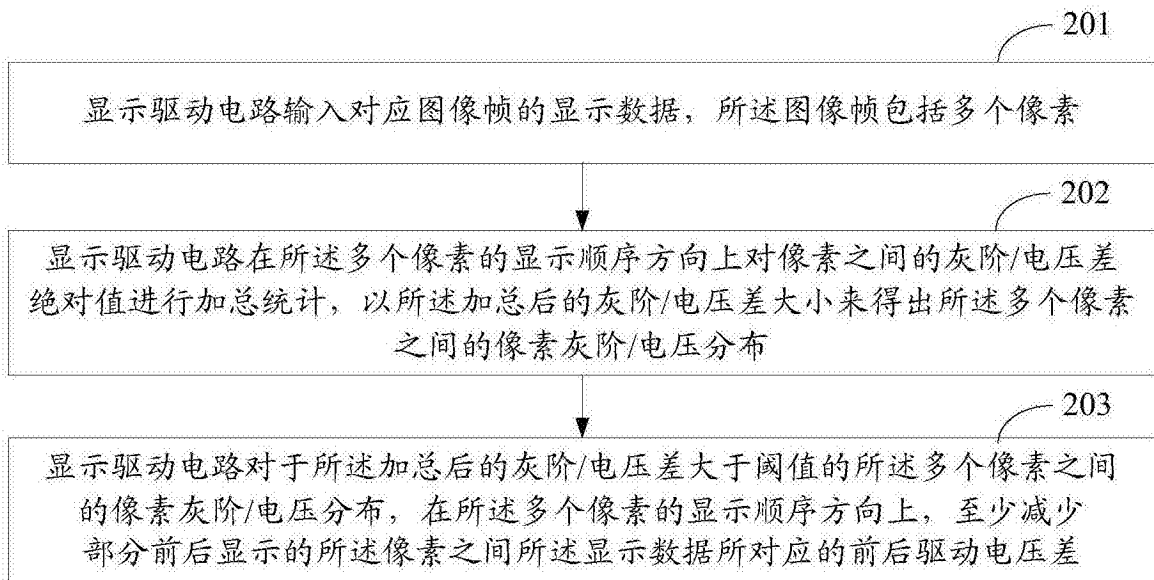 201
显示驱动电路输入对应图像帧的显示数据，所述图像帧包括多个像素
202
显示驱动电路在所述多个像素的显示顺序方向上对像素之间的灰阶/电压差
绝对值进行加总统计，以所述加总后的灰阶/电压差大小来得出所述多个像素
之间的像素灰阶/电压分布
203
显示驱动电路对于所述加总后的灰阶/电压差大于阈值的所述多个像素之间
的像素灰阶/电压分布，在所述多个像素的显示顺序方向上，至少减少
部分前后显示的所述像素之间所述显示数据所对应的前后驱动电压差